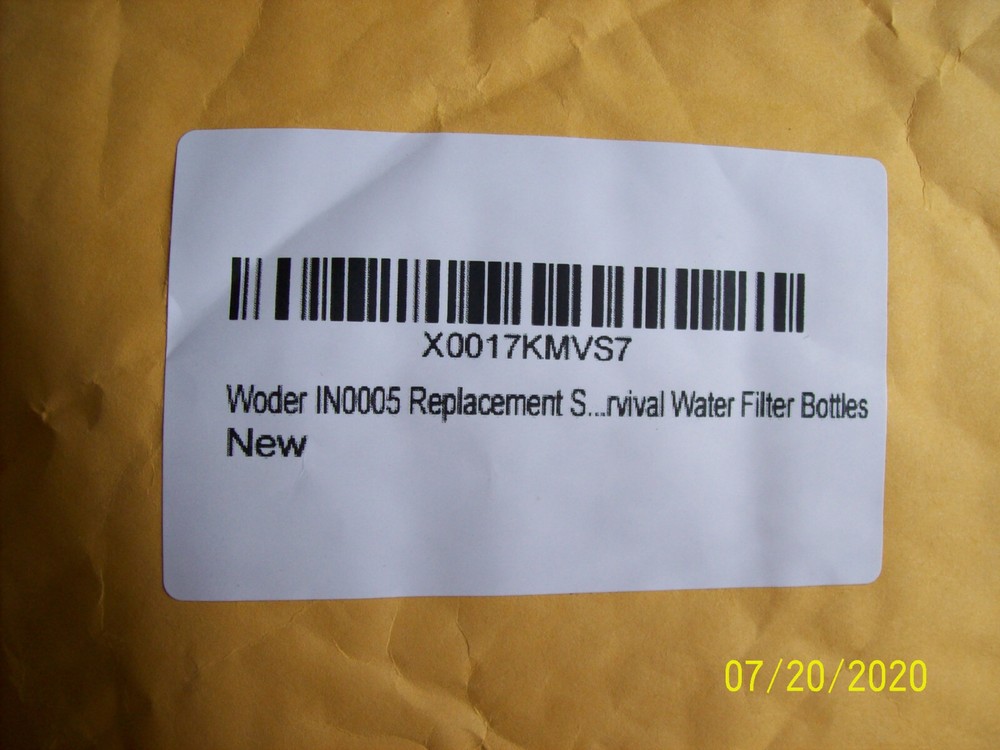 X0017KMVS7
Woder IN0005 Replacement S...rvival Water Filter Bottles
New
07/20/2020